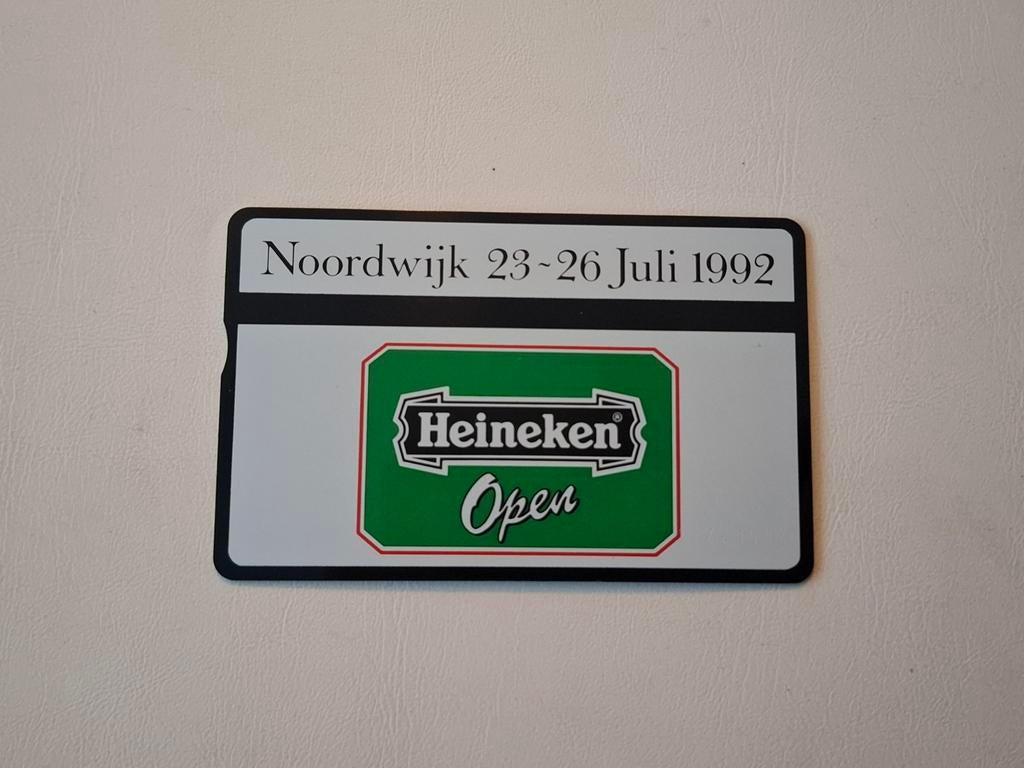 Noordwijk 23~26 Juli 1992
Heineken®
Open